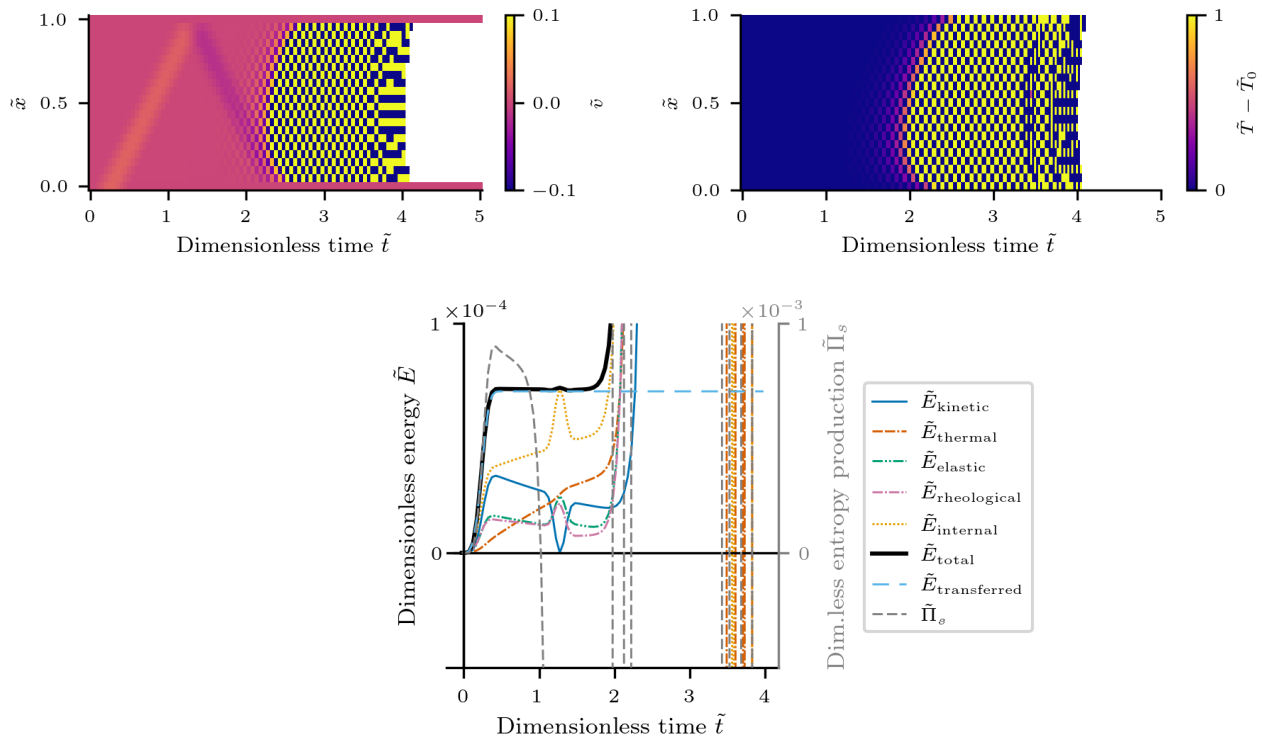 1.0
0.5
0.0
x̃
0 1 2 3 4 5
Dimensionless time t̃
0.1
0.0
−0.1
ṽ
1.0
0.5
0.0
x̃
0 1 2 3 4 5
Dimensionless time t̃
1
0
T̃ − T̃₀
×10⁻⁴
1
0
Dimensionless energy Ẽ
×10⁻³
1
0
Dim.less entropy production Π̃ₛ
0 1 2 3 4
Dimensionless time t̃
Ẽkinetic
Ẽthermal
Ẽelastic
Ẽrheological
Ẽinternal
Ẽtotal
Ẽtransferred
Π̃ₛ